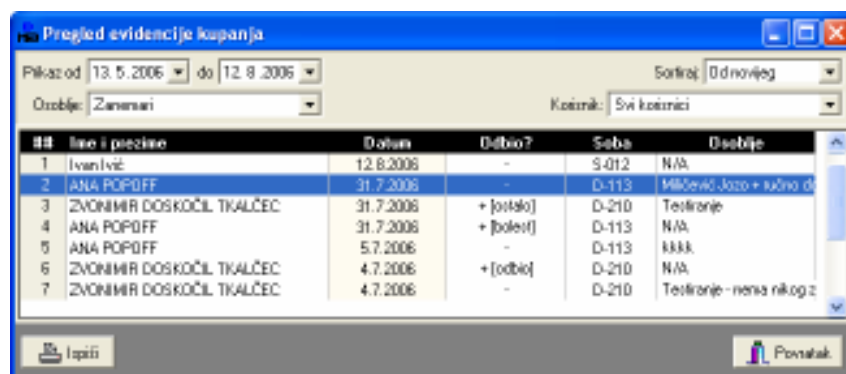 Pregled evidencije kupanja
Prikaz od 13. 5. 2006 do 12. 8. 2006 Sortiraj: Od novijeg
Osoblje: Zanemari Korisnik: Svi korisnici
## Ime i prezime Datum Odbio? Soba Osoblje
1 Ivan Ivić 12.8.2006 - S-012 N/A
2 ANA POPOFF 31.7.2006 - D-113 Miličević Jozo + ručno d
3 ZVONIMIR DOSKOČIL TKALČEC 31.7.2006 + [ostalo] D-210 Testiranje
4 ANA POPOFF 31.7.2006 + [bolest] D-113 N/A
5 ANA POPOFF 5.7.2006 - D-113 kkkk
6 ZVONIMIR DOSKOČIL TKALČEC 4.7.2006 + [odbio] D-210 N/A
7 ZVONIMIR DOSKOČIL TKALČEC 4.7.2006 - D-210 Testiranje - nema nikog z
Ispiši Povratak